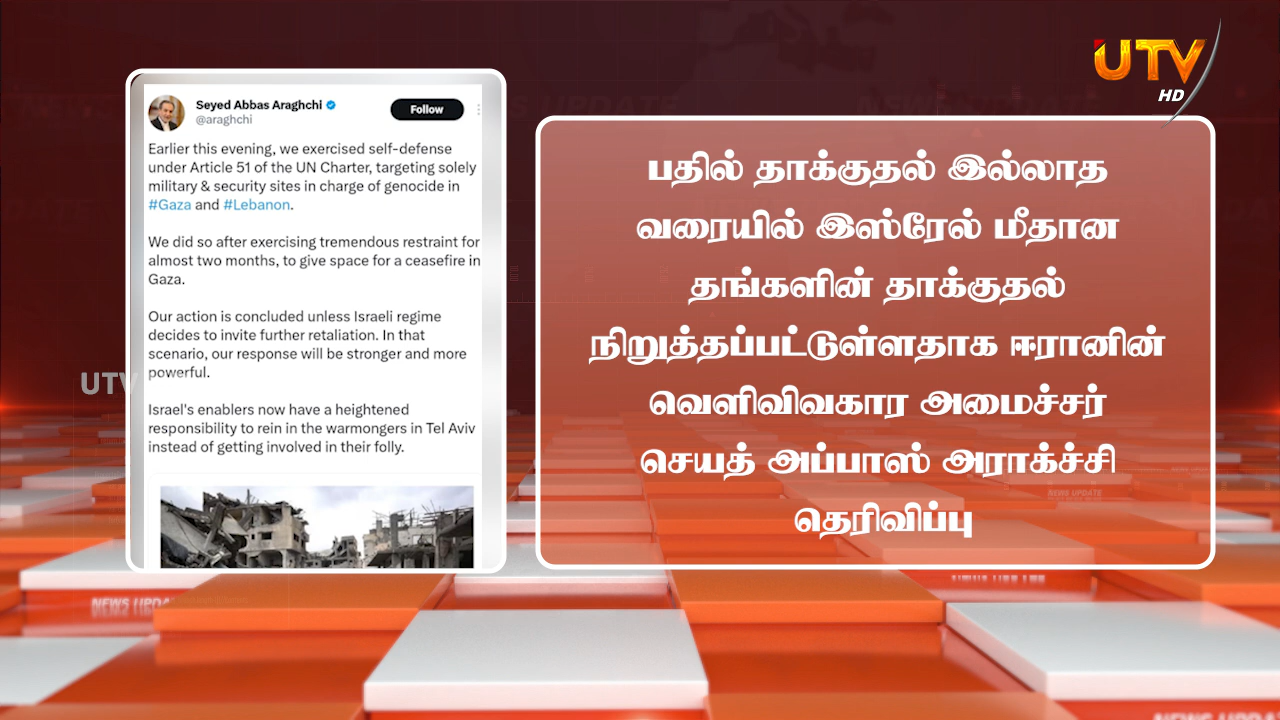 UTV
HD
Seyed Abbas Araghchi
@araghchi
Follow
Earlier this evening, we exercised self-defense
under Article 51 of the UN Charter, targeting solely
military & security sites in charge of genocide in
#Gaza and #Lebanon.
We did so after exercising tremendous restraint for
almost two months, to give space for a ceasefire in
Gaza.
Our action is concluded unless Israeli regime
decides to invite further retaliation. In that
scenario, our response will be stronger and more
powerful.
Israel's enablers now have a heightened
responsibility to rein in the warmongers in Tel Aviv
instead of getting involved in their folly.
பதில் தாக்குதல் இல்லாத
வரையில் இஸ்ரேல் மீதான
தங்களின் தாக்குதல்
நிறுத்தப்பட்டுள்ளதாக ஈரானின்
வெளிவிவகார அமைச்சர்
செயத் அப்பாஸ் அராக்ச்சி
தெரிவிப்பு
UTV
NEWS UPDATE